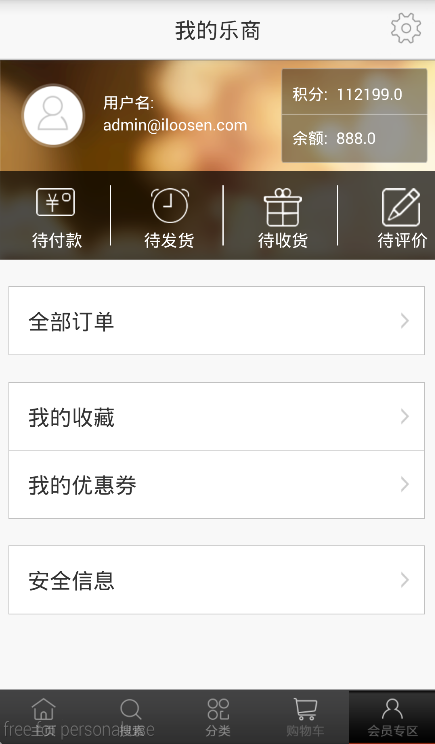 我的乐商
用户名:
admin@iloosen.com
积分: 112199.0
余额: 888.0
¥
待付款
待发货
待收货
待评价
全部订单
我的收藏
我的优惠券
安全信息
主页
搜索
分类
购物车
会员专区
free for personal use